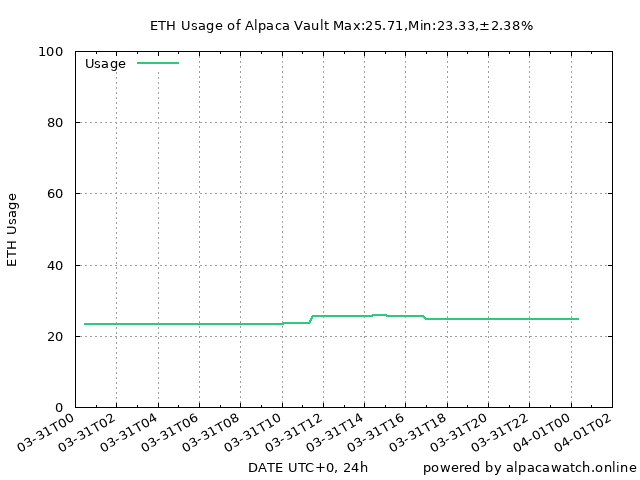 ETH Usage of Alpaca Vault Max:25.71,Min:23.33,±2.38%
Usage
ETH Usage
100
80
60
40
20
0
03-31T00
03-31T02
03-31T04
03-31T06
03-31T08
03-31T10
03-31T12
03-31T14
03-31T16
03-31T18
03-31T20
03-31T22
04-01T00
04-01T02
DATE UTC+0, 24h
powered by alpacawatch.online